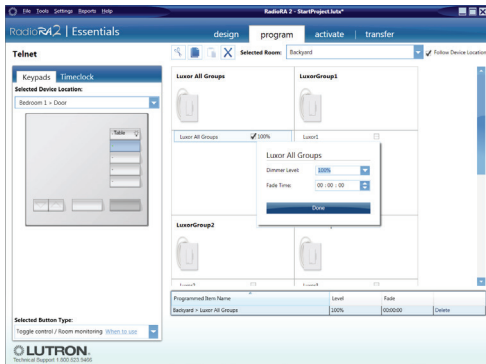 File Tools Settings Reports Help
RadioRA 2 - StartProject.lutx*
RadioRA 2 | Essentials
design program activate transfer
Telnet
Selected Room: Backyard
Follow Device Location
Keypads Timeclock
Selected Device Location:
Bedroom 1 > Door
Table
Luxor All Groups
LuxorGroup1
Luxor All Groups 100%
Luxor1
Luxor All Groups
Dimmer Level: 100%
Fade Time: 00 : 00 : 00
Done
LuxorGroup2
Programmed Item Name Level Fade
Backyard > Luxor All Groups 100% 00:00:00 Delete
Selected Button Type:
Toggle control / Room monitoring When to use
LUTRON
Technical Support 1.800.523.9466